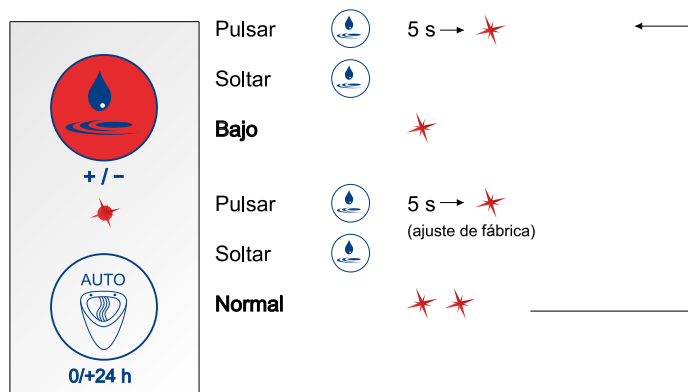 + / −
AUTO
0/+24 h
Pulsar 5 s
Soltar
Bajo
Pulsar 5 s
(ajuste de fábrica)
Soltar
Normal